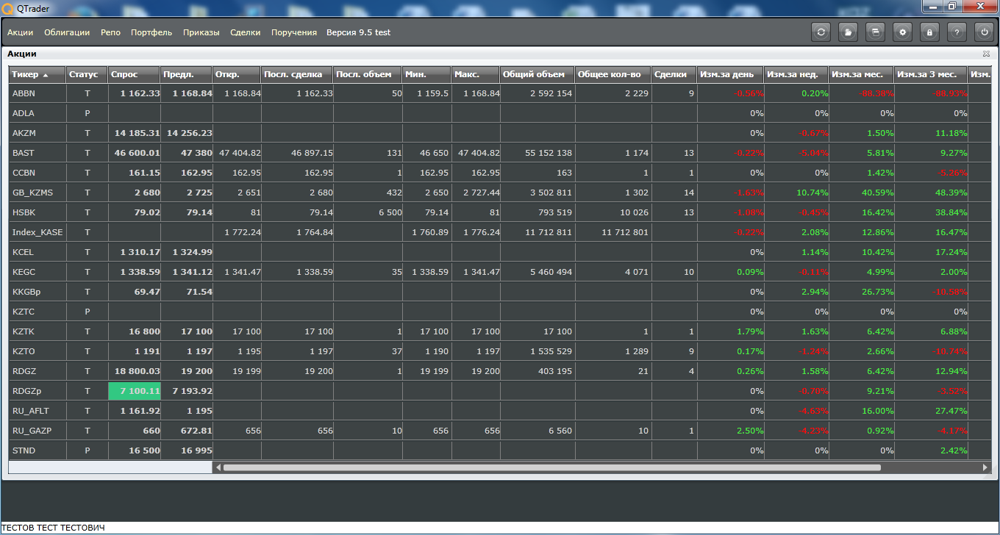 QTrader
Акции Облигации Репо Портфель Приказы Сделки Поручения Версия 9.5 test
Акции
Тикер Статус Спрос Предл. Откр. Посл. сделка Посл. объем Мин. Макс. Общий объем Общее кол-во Сделки Изм.за день Изм.за нед. Изм.за мес. Изм.за 3 мес. Изм.
ABBN T 1 162.33 1 168.84 1 168.84 1 162.33 50 1 159.5 1 168.84 2 592 154 2 229 9 -0.56% 0.20% -88.38% -88.93%
ADLA P 0% 0% 0% 0%
AKZM T 14 185.31 14 256.23 0% -0.67% 1.50% 11.18%
BAST T 46 600.01 47 380 47 404.82 46 897.15 131 46 650 47 404.82 55 152 138 1 174 13 -0.22% -5.04% 5.81% 9.27%
CCBN T 161.15 162.95 162.95 162.95 1 162.95 162.95 163 1 1 0% 0% 1.42% -5.26%
GB_KZMS T 2 680 2 725 2 651 2 680 432 2 650 2 727.44 3 502 811 1 302 14 -1.63% 10.74% 40.59% 48.39%
HSBK T 79.02 79.14 81 79.14 6 500 79.14 81 793 519 10 026 13 -1.08% -0.45% 16.42% 38.84%
Index_KASE T 1 772.24 1 764.84 1 760.89 1 776.24 11 712 811 11 712 801 -0.22% 2.08% 12.86% 16.47%
KCEL T 1 310.17 1 324.99 0% 1.14% 10.42% 17.24%
KEGC T 1 338.59 1 341.12 1 341.47 1 338.59 35 1 338.59 1 341.47 5 460 494 4 071 10 0.09% -0.11% 4.99% 2.00%
KKGBp T 69.47 71.54 0% 2.94% 26.73% -10.58%
KZTC P 0% 0% 0% 0%
KZTK T 16 800 17 100 17 100 17 100 1 17 100 17 100 17 100 1 1 1.79% 1.63% 6.42% 6.88%
KZTO T 1 191 1 197 1 195 1 197 37 1 190 1 197 1 535 529 1 289 9 0.17% -1.24% 2.66% -10.74%
RDGZ T 18 800.03 19 200 19 199 19 200 1 19 199 19 200 403 195 21 4 0.26% 1.58% 6.42% 12.94%
RDGZp T 7 100.11 7 193.92 0% -0.70% 9.21% -3.52%
RU_AFLT T 1 161.92 1 195 0% -4.63% 16.00% 27.47%
RU_GAZP T 660 672.81 656 656 10 656 656 6 560 10 1 2.50% -4.23% 0.92% -4.17%
STND P 16 500 16 995 0% 0% 0% 2.42%
ТЕСТОВ ТЕСТ ТЕСТОВИЧ